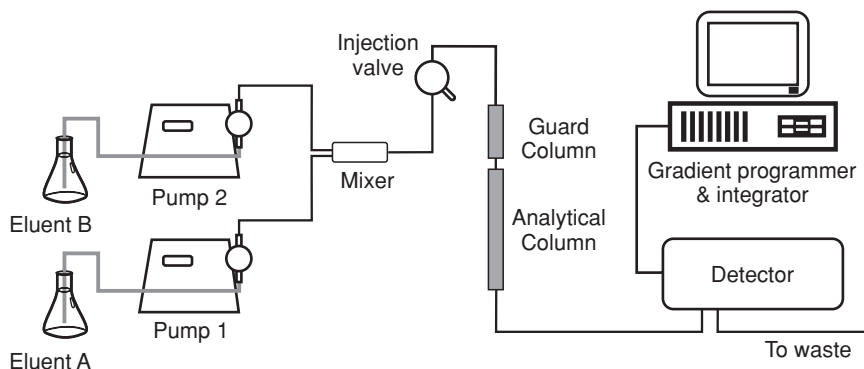 Injection
valve
Guard
Column
Gradient programmer
& integrator
Mixer
Pump 2
Eluent B
Analytical
Column
Detector
Pump 1
To waste
Eluent A